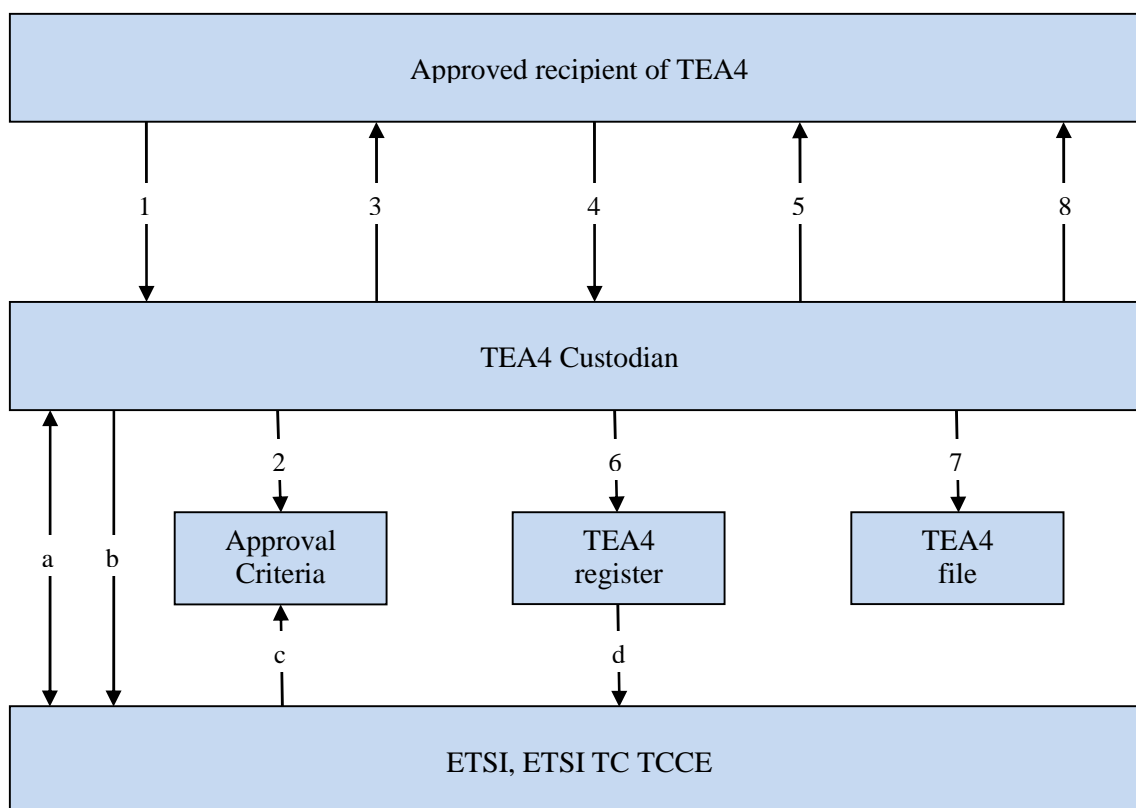 Approved recipient of TEA4
1
3
4
5
8
TEA4 Custodian
2
6
7
a
b
Approval
Criteria
TEA4
register
TEA4
file
c
d
ETSI, ETSI TC TCCE